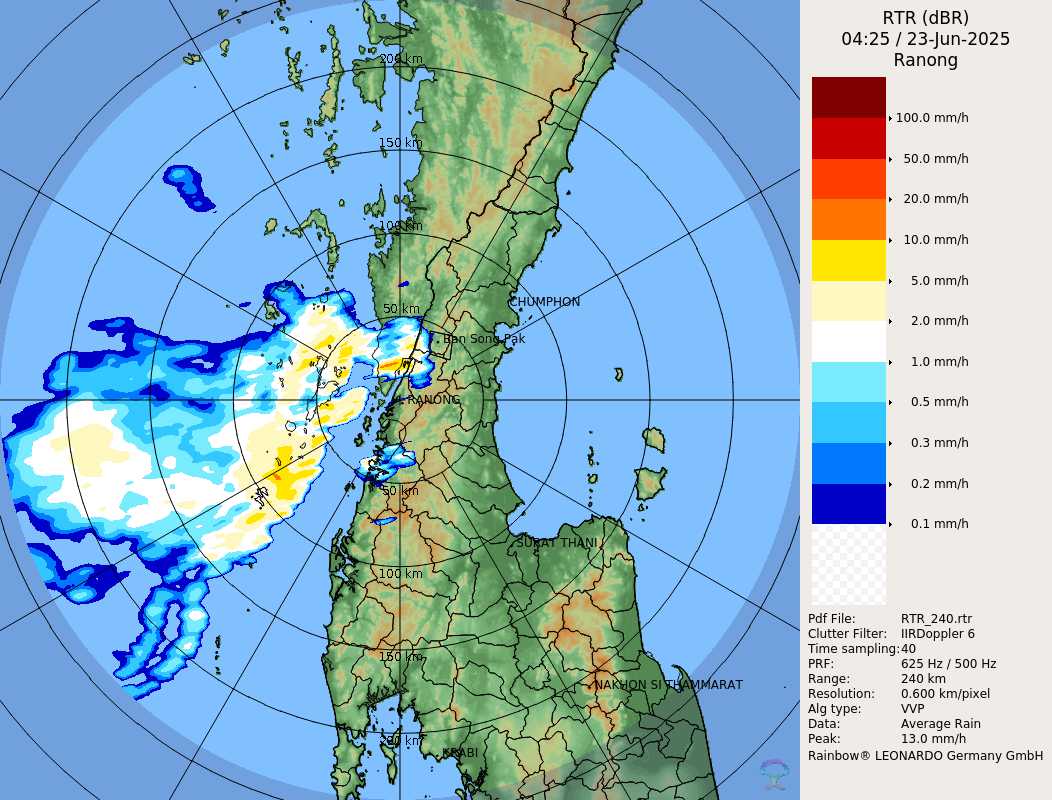 RTR (dBR)
04:25 / 23-Jun-2025
Ranong
100.0 mm/h
50.0 mm/h
20.0 mm/h
10.0 mm/h
5.0 mm/h
2.0 mm/h
1.0 mm/h
0.5 mm/h
0.3 mm/h
0.2 mm/h
0.1 mm/h
Pdf File: RTR_240.rtr
Clutter Filter: IIRDoppler 6
Time sampling: 40
PRF: 625 Hz / 500 Hz
Range: 240 km
Resolution: 0.600 km/pixel
Alg type: VVP
Data: Average Rain
Peak: 13.0 mm/h
Rainbow® LEONARDO Germany GmbH
200 km
150 km
100 km
CHUMPHON
50 km
Ban Song Pak
RANONG
50 km
SURAT THANI
100 km
150 km
NAKHON SI THAMMARAT
200 km
KRABI